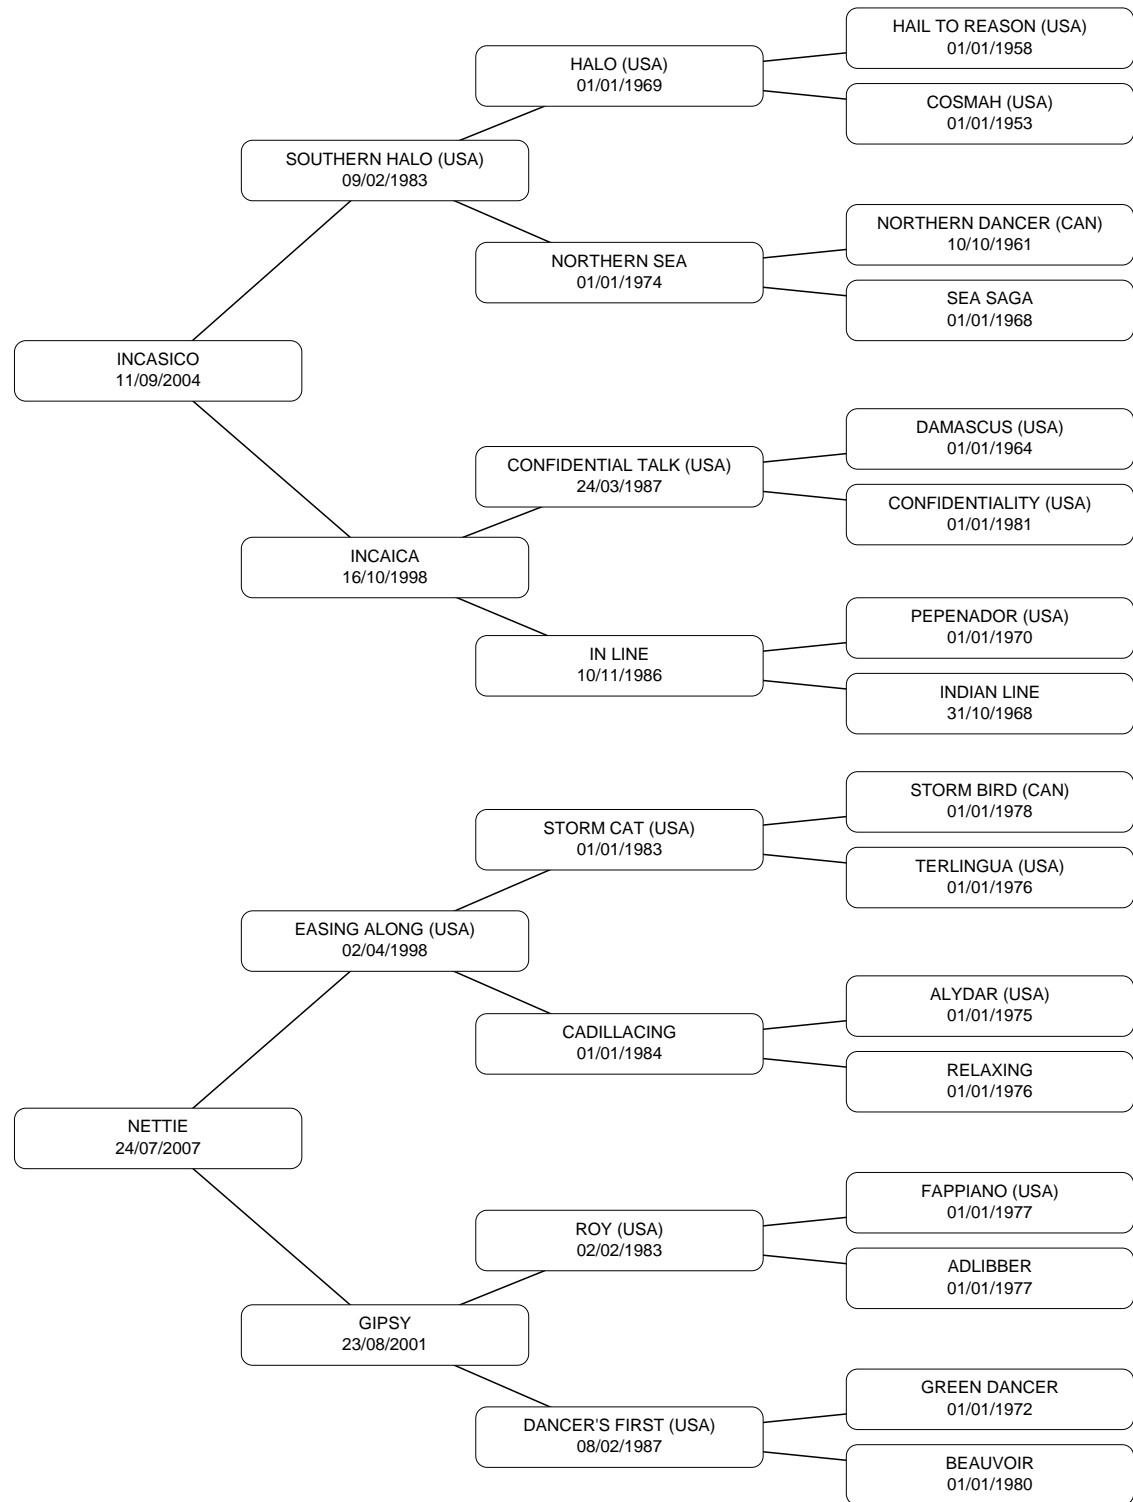 HAIL TO REASON (USA)
01/01/1958
HALO (USA)
01/01/1969
COSMAH (USA)
01/01/1953
SOUTHERN HALO (USA)
09/02/1983
NORTHERN DANCER (CAN)
10/10/1961
NORTHERN SEA
01/01/1974
SEA SAGA
01/01/1968
INCASICO
11/09/2004
DAMASCUS (USA)
01/01/1964
CONFIDENTIAL TALK (USA)
24/03/1987
CONFIDENTIALITY (USA)
01/01/1981
INCAICA
16/10/1998
PEPENADOR (USA)
01/01/1970
IN LINE
10/11/1986
INDIAN LINE
31/10/1968
STORM BIRD (CAN)
01/01/1978
STORM CAT (USA)
01/01/1983
TERLINGUA (USA)
01/01/1976
EASING ALONG (USA)
02/04/1998
ALYDAR (USA)
01/01/1975
CADILLACING
01/01/1984
RELAXING
01/01/1976
NETTIE
24/07/2007
FAPPIANO (USA)
01/01/1977
ROY (USA)
02/02/1983
ADLIBBER
01/01/1977
GIPSY
23/08/2001
GREEN DANCER
01/01/1972
DANCER'S FIRST (USA)
08/02/1987
BEAUVOIR
01/01/1980